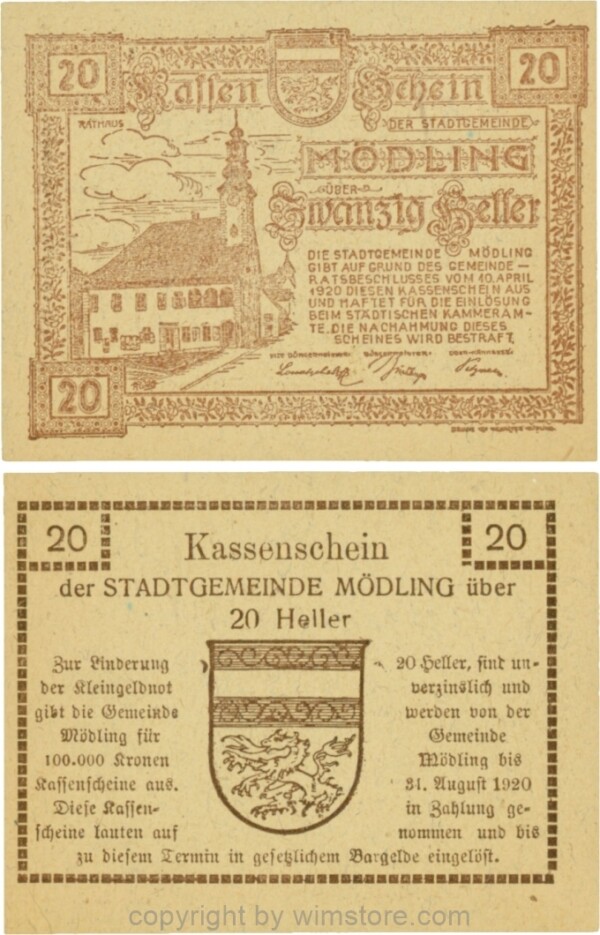 20
Kassen Schein
20
RATHAUS
DER STADTGEMEINDE
MÖDLING
ÜBER
Zwanzig Heller
DIE STADTGEMEINDE MÖDLING
GIBT AUF GRUND DES GEMEINDE-
RATSBESCHLUSSES VOM 10. APRIL
1920 DIESEN KASSENSCHEIN AUS
UND HAFTET FÜR DIE EINLÖSUNG
BEIM STÄDTISCHEN KAMMERAM-
TE. DIE NACHAHMUNG DIESES
SCHEINES WIRD BESTRAFT.
VIZE BÜRGERMEISTER: BÜRGERMEISTER:
20
20
Kassenschein
20
der STADTGEMEINDE MÖDLING über
20 Heller
Zur Linderung
der Kleingeldnot
gibt die Gemeinde
Mödling für
100.000 Kronen
Kassenscheine aus.
Diese Kassen-
scheine lauten auf
20 Heller, sind un-
verzinslich und
werden von der
Gemeinde
Mödling bis
31. August 1920
in Zahlung ge-
nommen und bis
zu diesem Termin in gesetzlichem Bargelde eingelöst.
copyright by wimstore.com